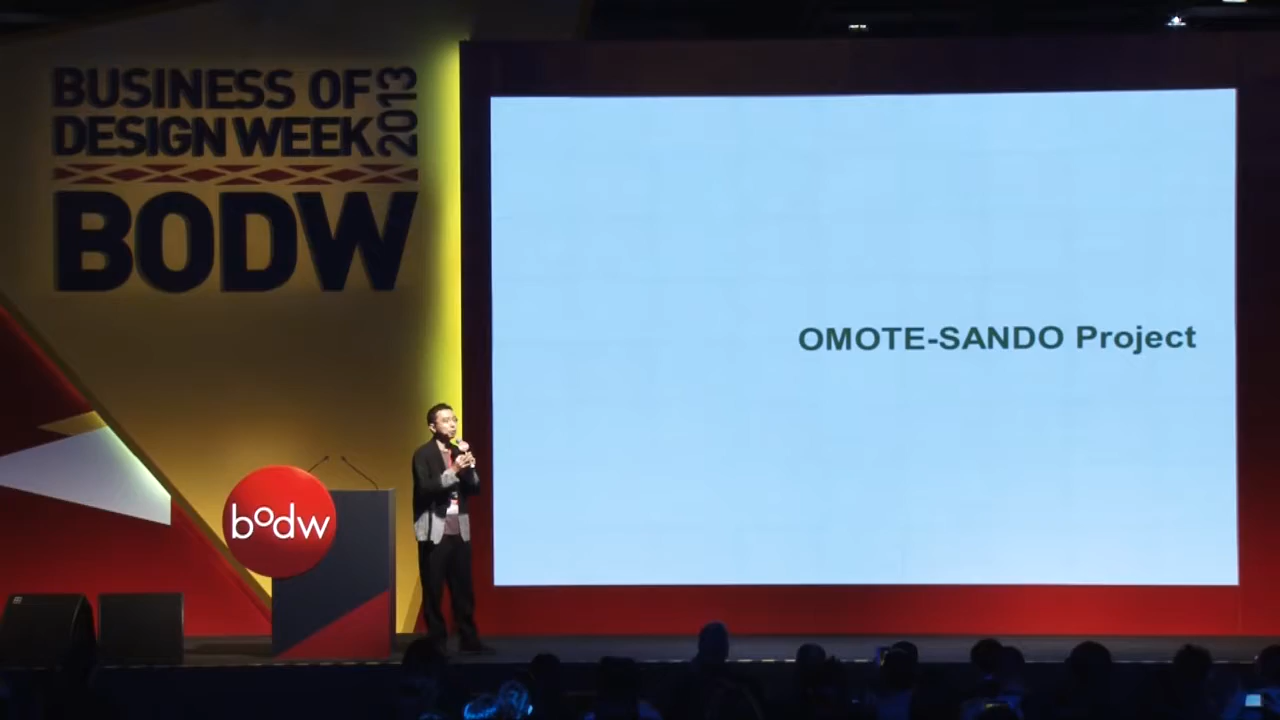 BUSINESS OF
DESIGN WEEK
2013
BODW
OMOTE-SANDO Project
bodw